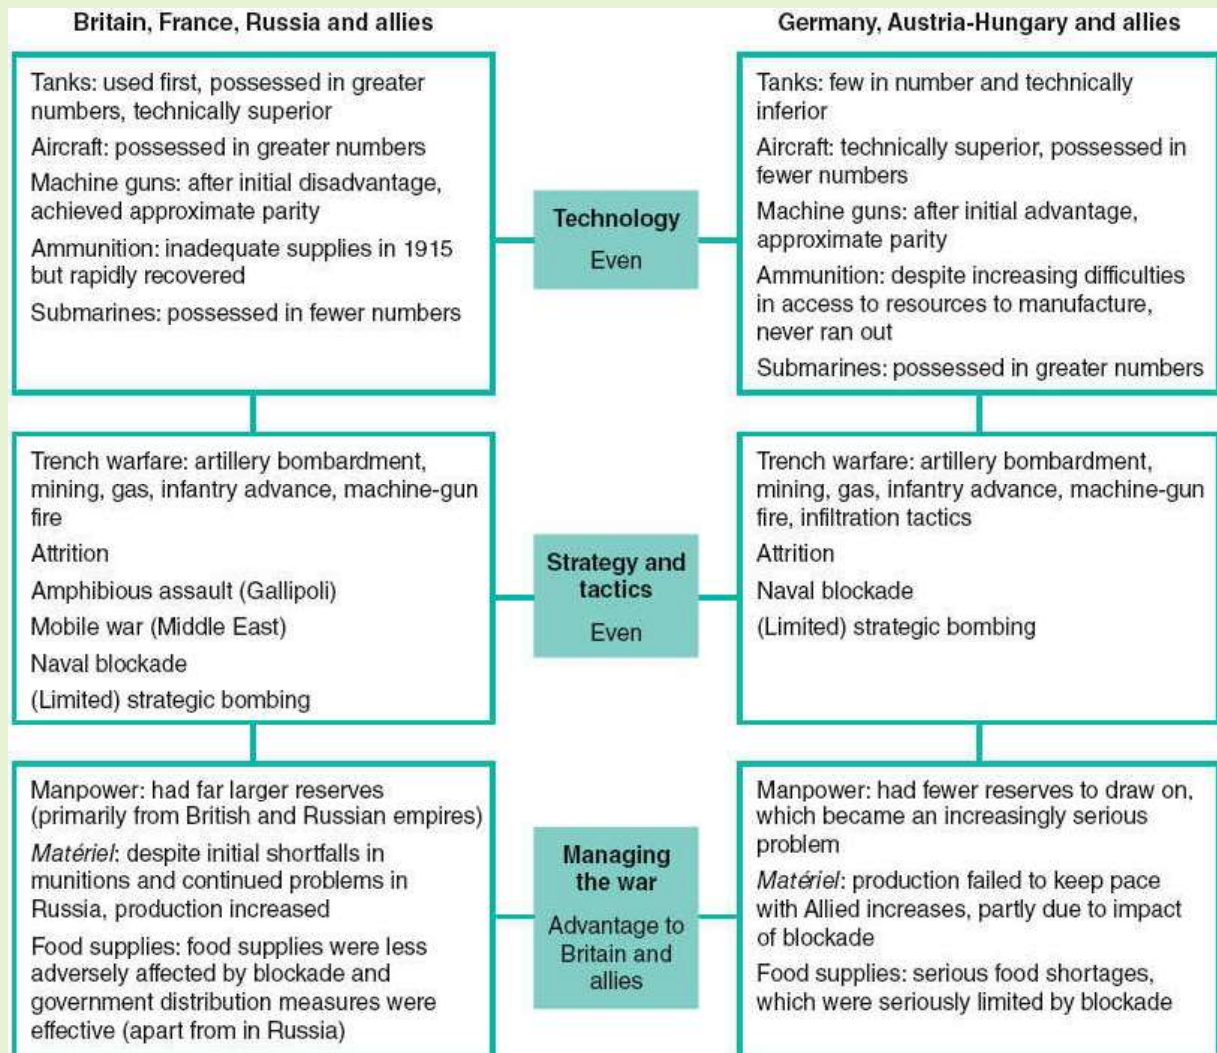 Britain, France, Russia and allies
Germany, Austria-Hungary and allies
Tanks: used first, possessed in greater
numbers, technically superior
Aircraft: possessed in greater numbers
Machine guns: after initial disadvantage,
achieved approximate parity
Ammunition: inadequate supplies in 1915
but rapidly recovered
Submarines: possessed in fewer numbers
Technology
Even
Tanks: few in number and technically
inferior
Aircraft: technically superior, possessed in
fewer numbers
Machine guns: after initial advantage,
approximate parity
Ammunition: despite increasing difficulties
in access to resources to manufacture,
never ran out
Submarines: possessed in greater numbers
Trench warfare: artillery bombardment,
mining, gas, infantry advance, machine-gun
fire
Attrition
Amphibious assault (Gallipoli)
Mobile war (Middle East)
Naval blockade
(Limited) strategic bombing
Strategy and
tactics
Even
Trench warfare: artillery bombardment,
mining, gas, infantry advance, machine-gun
fire, infiltration tactics
Attrition
Naval blockade
(Limited) strategic bombing
Manpower: had far larger reserves
(primarily from British and Russian empires)
Matériel: despite initial shortfalls in
munitions and continued problems in
Russia, production increased
Food supplies: food supplies were less
adversely affected by blockade and
government distribution measures were
effective (apart from in Russia)
Managing
the war
Advantage to
Britain and
allies
Manpower: had fewer reserves to draw on,
which became an increasingly serious
problem
Matériel: production failed to keep pace
with Allied increases, partly due to impact
of blockade
Food supplies: serious food shortages,
which were seriously limited by blockade